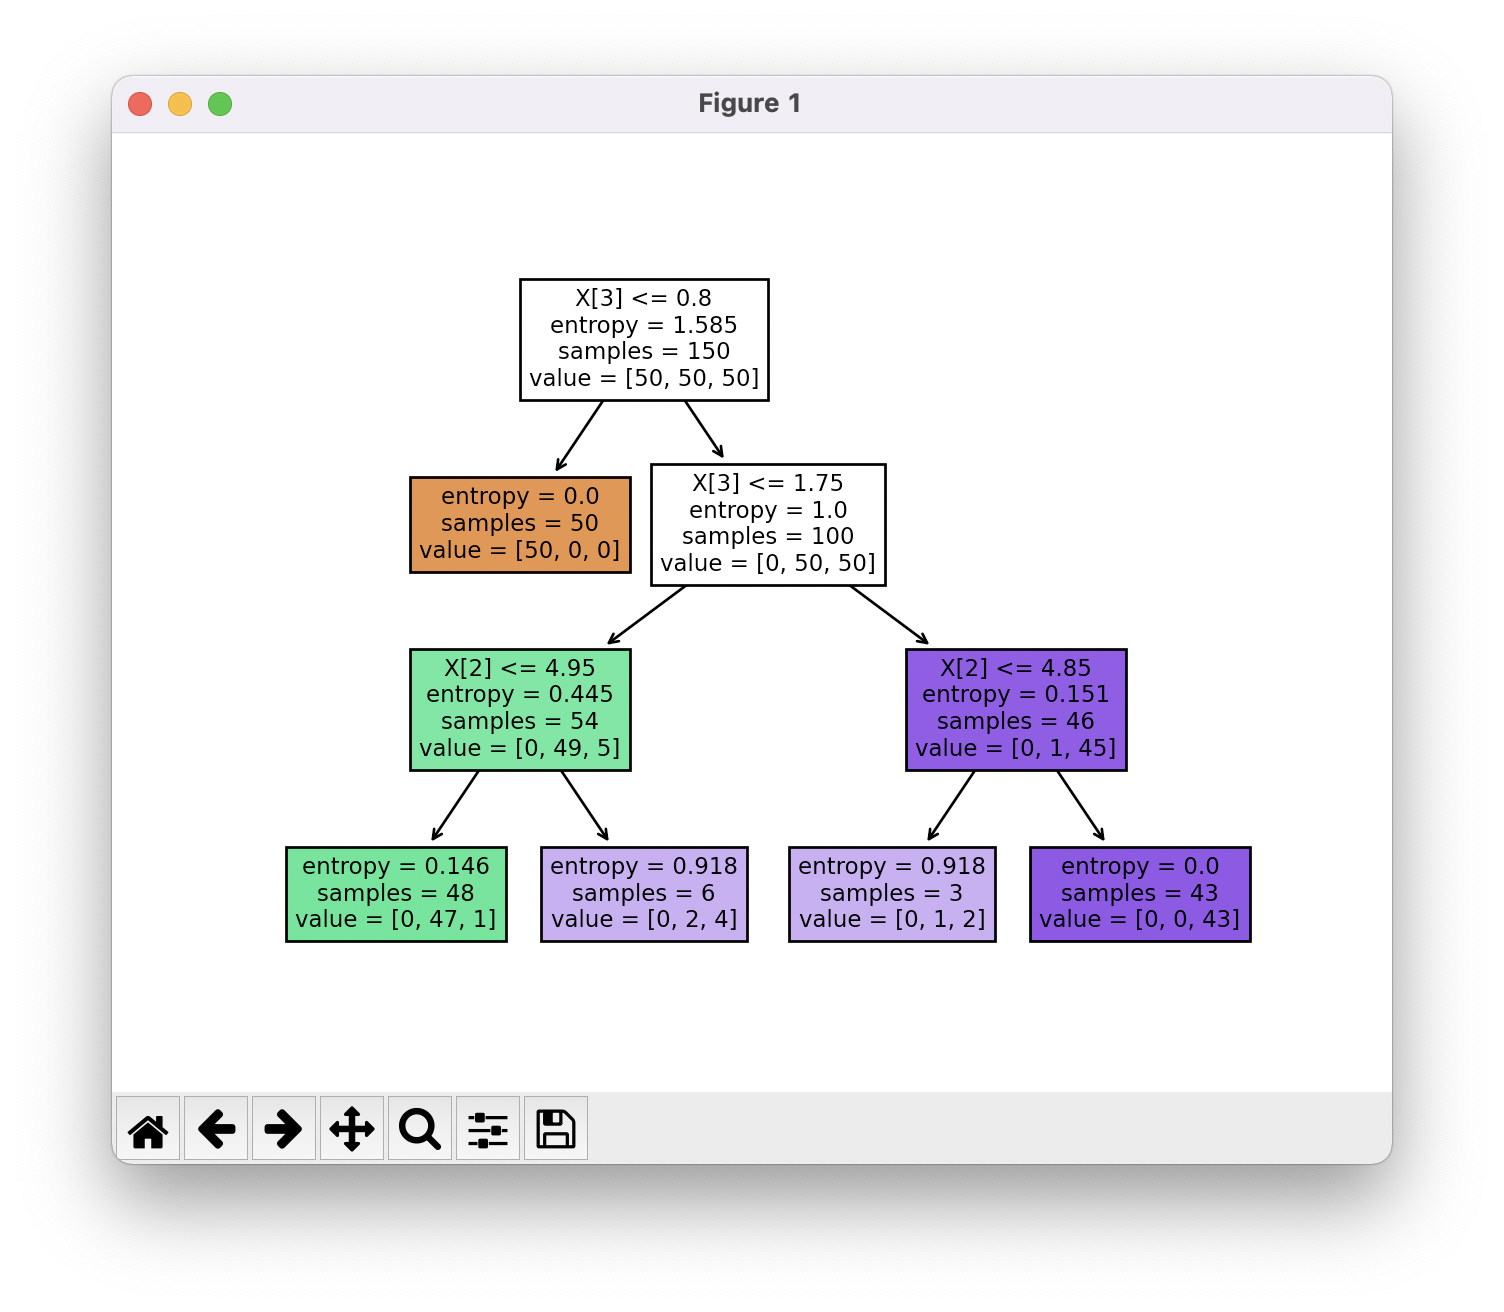 Figure 1
X[3] <= 0.8
entropy = 1.585
samples = 150
value = [50, 50, 50]
entropy = 0.0
samples = 50
value = [50, 0, 0]
X[3] <= 1.75
entropy = 1.0
samples = 100
value = [0, 50, 50]
X[2] <= 4.95
entropy = 0.445
samples = 54
value = [0, 49, 5]
X[2] <= 4.85
entropy = 0.151
samples = 46
value = [0, 1, 45]
entropy = 0.146
samples = 48
value = [0, 47, 1]
entropy = 0.918
samples = 6
value = [0, 2, 4]
entropy = 0.918
samples = 3
value = [0, 1, 2]
entropy = 0.0
samples = 43
value = [0, 0, 43]